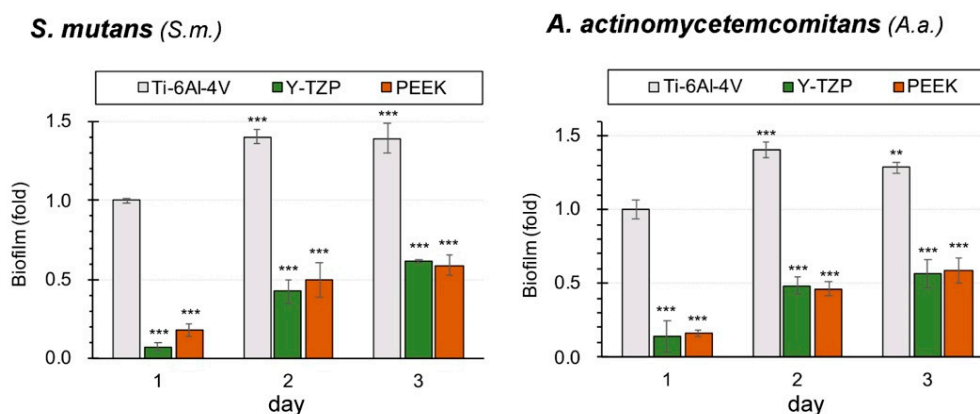 S. mutans (S.m.)
Ti-6Al-4V Y-TZP PEEK
Biofilm (fold)
1.5
1.0
0.5
0.0
*** *** *** *** *** *** *** ***
1 2 3
day
A. actinomycetemcomitans (A.a.)
Ti-6Al-4V Y-TZP PEEK
Biofilm (fold)
1.5
1.0
0.5
0.0
*** *** *** *** *** ** *** ***
1 2 3
day